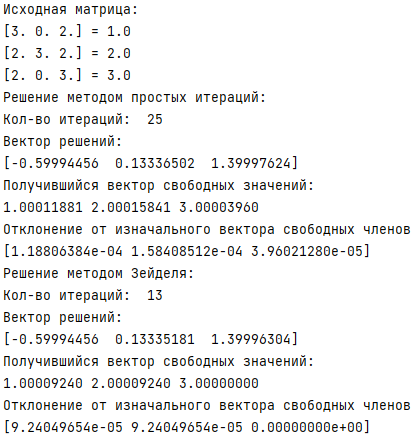 Исходная матрица:
[3. 0. 2.] = 1.0
[2. 3. 2.] = 2.0
[2. 0. 3.] = 3.0
Решение методом простых итераций:
Кол-во итераций:  25
Вектор решений:
[-0.59994456  0.13336502  1.39997624]
Получившийся вектор свободных значений:
1.00011881 2.00015841 3.00003960
Отклонение от изначального вектора свободных членов
[1.18806384e-04 1.58408512e-04 3.96021280e-05]
Решение методом Зейделя:
Кол-во итераций:  13
Вектор решений:
[-0.59994456  0.13335181  1.39996304]
Получившийся вектор свободных значений:
1.00009240 2.00009240 3.00000000
Отклонение от изначального вектора свободных членов
[9.24049654e-05 9.24049654e-05 0.00000000e+00]